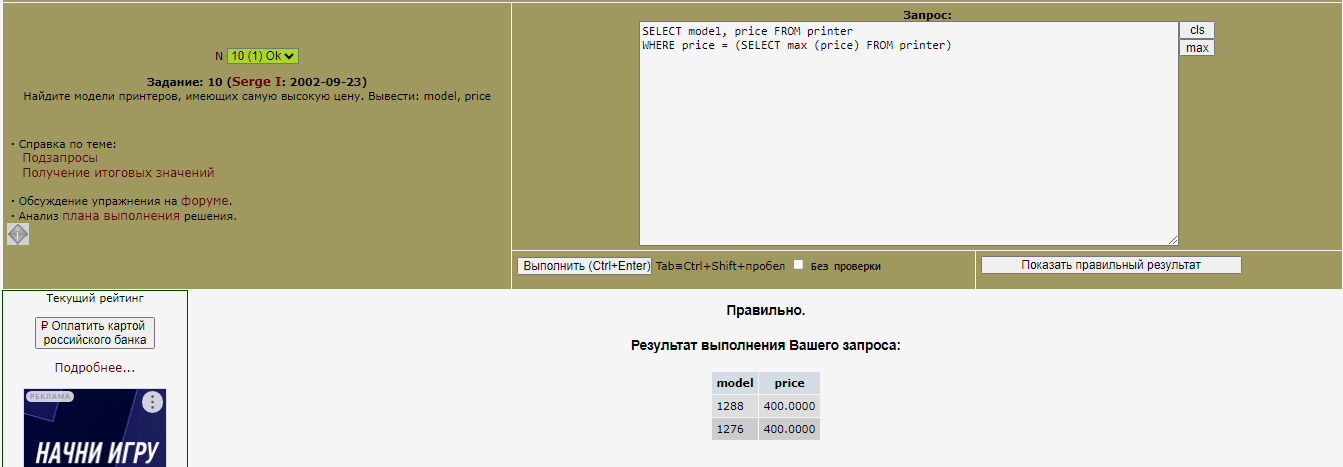 N 10 (1) Ok
Задание: 10 (Serge I: 2002-09-23)
Найдите модели принтеров, имеющих самую высокую цену. Вывести: model, price
· Справка по теме:
Подзапросы
Получение итоговых значений
· Обсуждение упражнения на форуме.
· Анализ плана выполнения решения.
Запрос:
SELECT model, price FROM printer
WHERE price = (SELECT max (price) FROM printer)
cls
max
Выполнить (Ctrl+Enter) Tab≡Ctrl+Shift+пробел Без проверки
Показать правильный результат
Текущий рейтинг
₽ Оплатить картой
российского банка
Подробнее...
РЕКЛАМА
НАЧНИ ИГРУ
Правильно.
Результат выполнения Вашего запроса:
model price
1288 400.0000
1276 400.0000